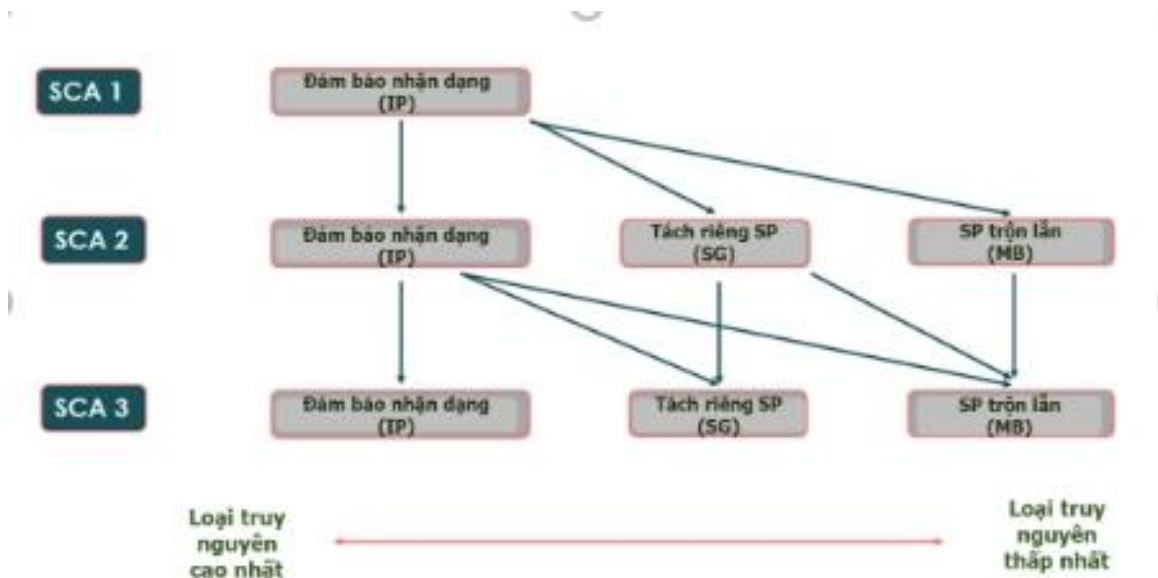 SCA 1
Đảm bảo nhận dạng
(IP)
SCA 2
Đảm bảo nhận dạng
(IP)
Tách riêng SP
(SG)
SP trộn lẫn
(MB)
SCA 3
Đảm bảo nhận dạng
(IP)
Tách riêng SP
(SG)
SP trộn lẫn
(MB)
Loại truy
nguyên
cao nhất
Loại truy
nguyên
thấp nhất